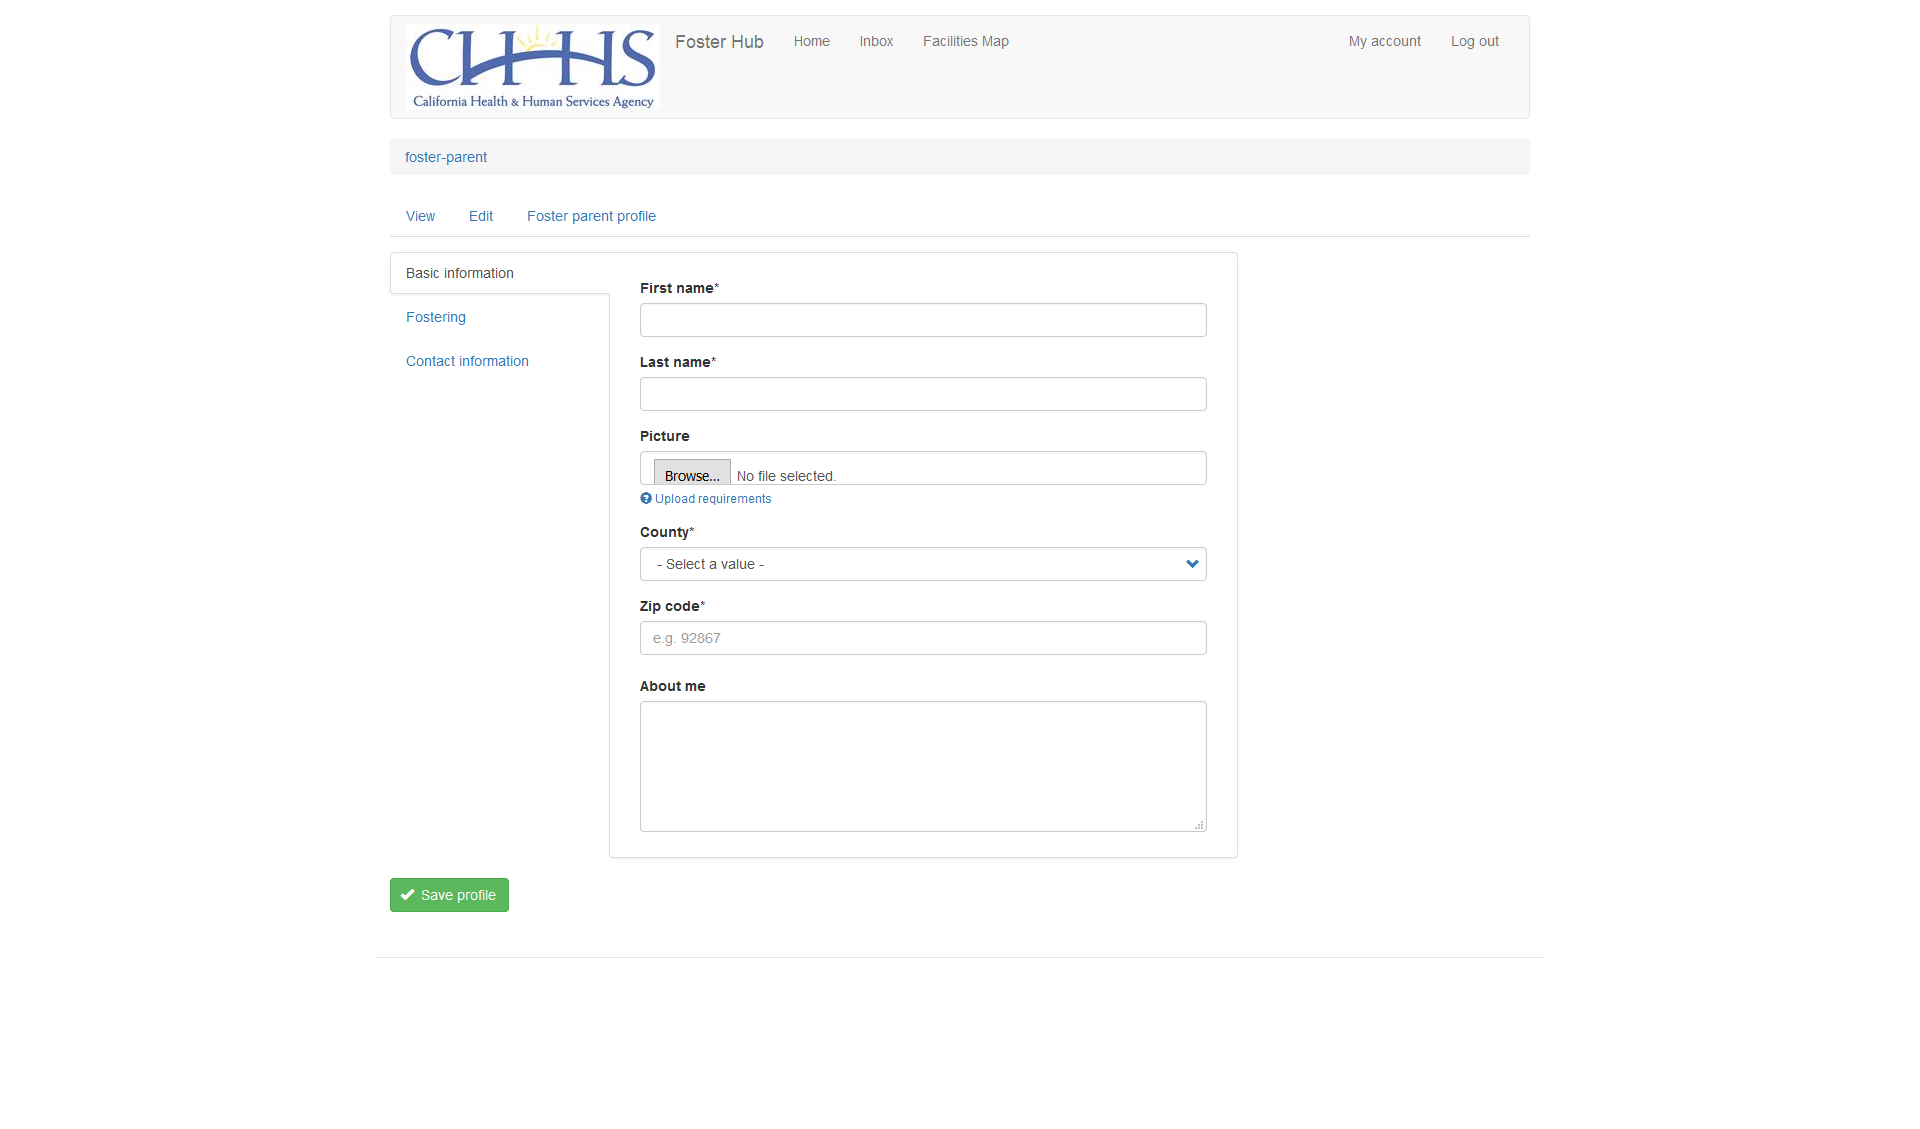 CHHS
California Health & Human Services Agency
Foster Hub Home Inbox Facilities Map My account Log out
foster-parent
View Edit Foster parent profile
Basic information
Fostering
Contact information
First name*
Last name*
Picture
Browse... No file selected.
Upload requirements
County*
- Select a value -
Zip code*
e.g. 92867
About me
Save profile